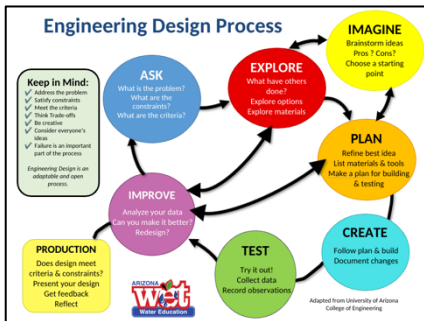 Engineering Design Process
Keep in Mind:
Address the problem
Satisfy constraints
Meet the criteria
Think Trade-offs
Be creative
Consider everyone's
ideas
Failure is an important
part of the process
Engineering Design is an
adaptable and open
process.
ASK
What is the problem?
What are the
constraints?
What are the criteria?
EXPLORE
What have others
done?
Explore options
Explore materials
IMAGINE
Brainstorm ideas
Pros ? Cons?
Choose a starting
point
PLAN
Refine best idea
List materials & tools
Make a plan for building
& testing
CREATE
Follow plan & build
Document changes
TEST
Try it out!
Collect data
Record observations
IMPROVE
Analyze your data
Can you make it better?
Redesign?
PRODUCTION
Does design meet
criteria & constraints?
Present your design
Get feedback
Reflect
ARIZONA
Wet
Water Education
Adapted from University of Arizona
College of Engineering